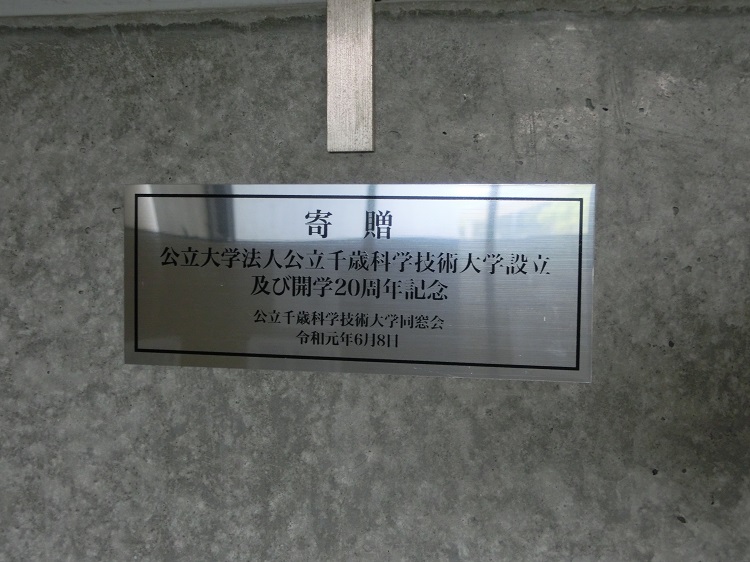 寄 贈
公立大学法人公立千歳科学技術大学設立
及び開学20周年記念
公立千歳科学技術大学同窓会
令和元年6月8日